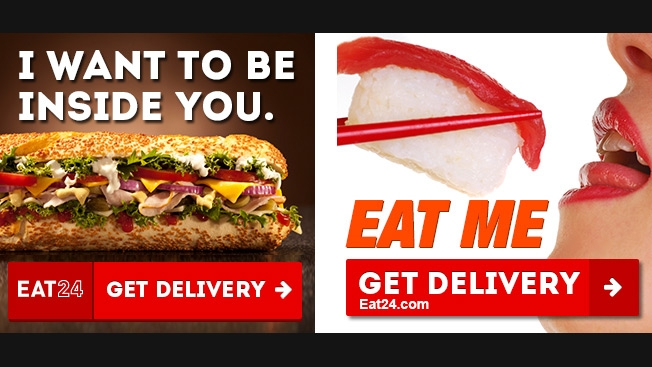 I WANT TO BE
INSIDE YOU.
EAT24
GET DELIVERY
EAT ME
GET DELIVERY
Eat24.com